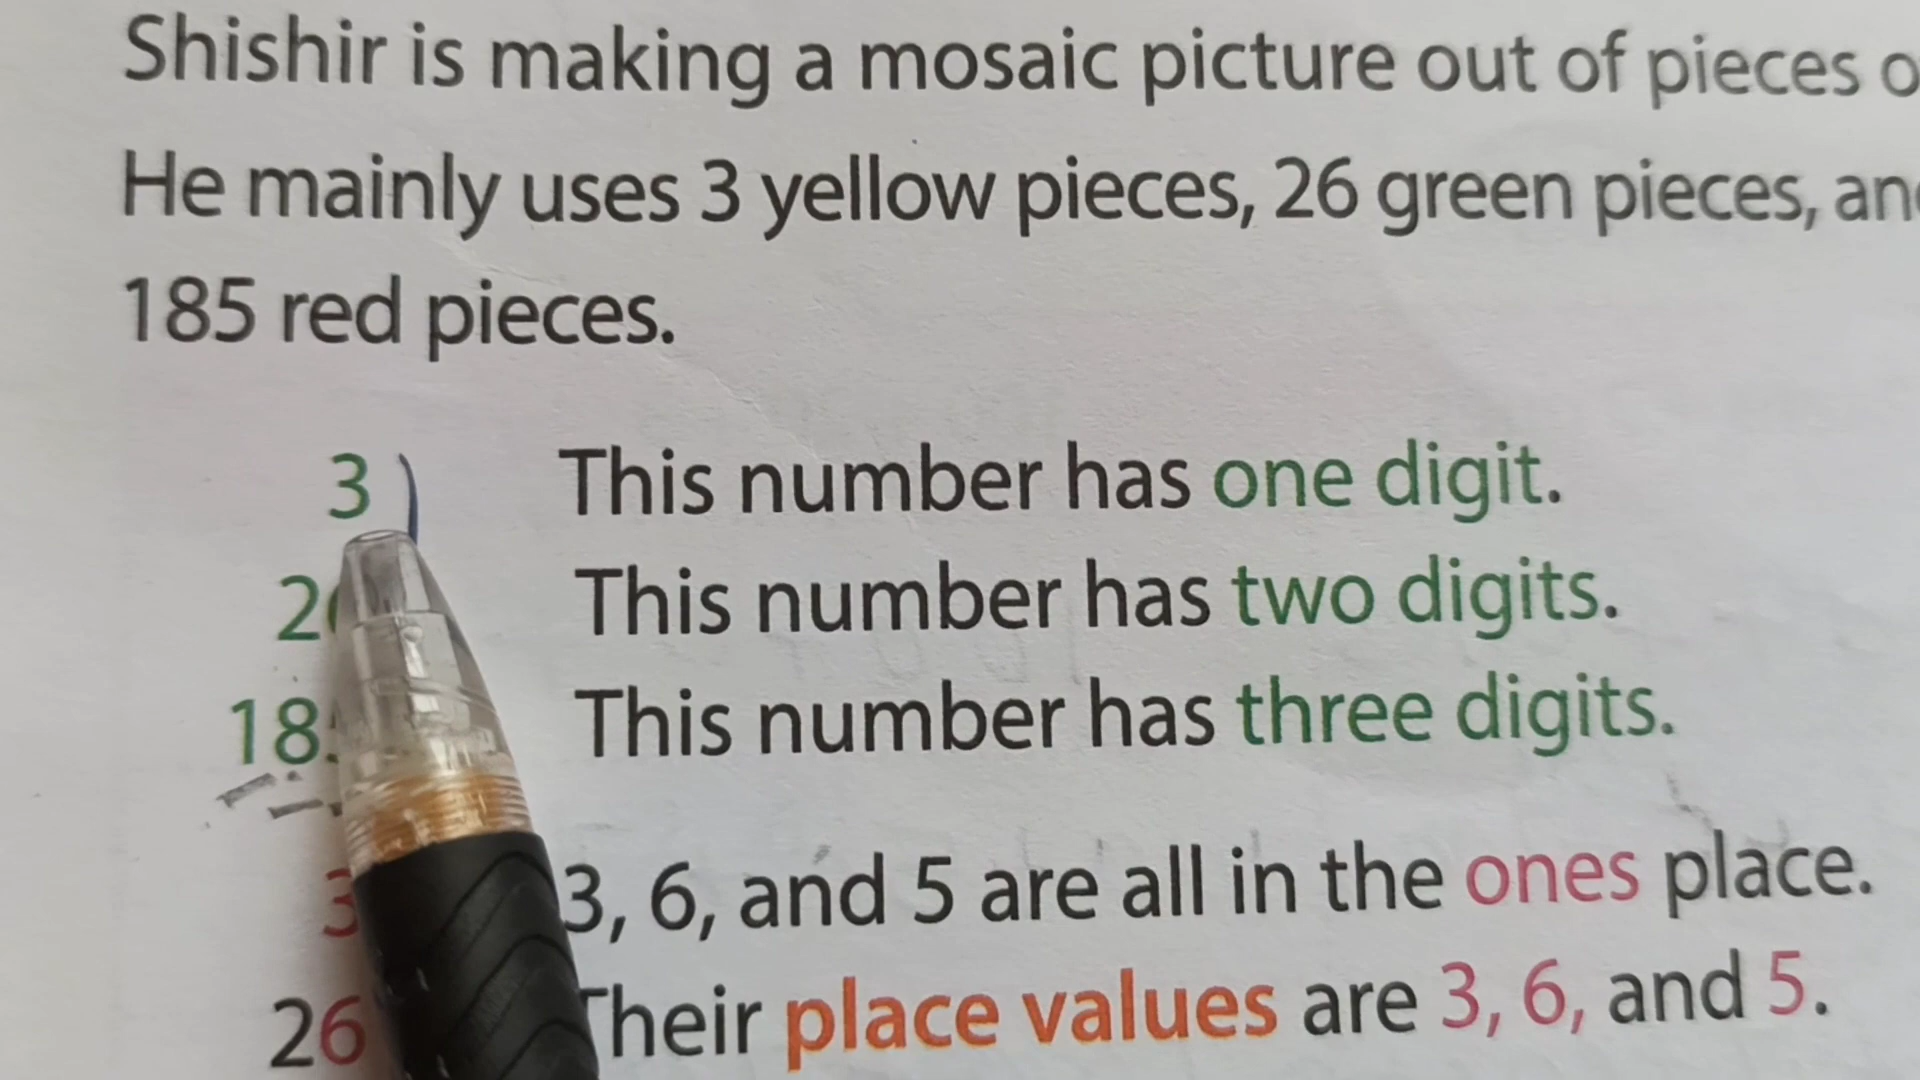 Shishir is making a mosaic picture out of pieces
He mainly uses 3 yellow pieces, 26 green pieces,
185 red pieces.
3 This number has one digit.
2 This number has two digits.
18 This number has three digits.
3 3, 6, and 5 are all in the ones place.
26 Their place values are 3, 6, and 5.